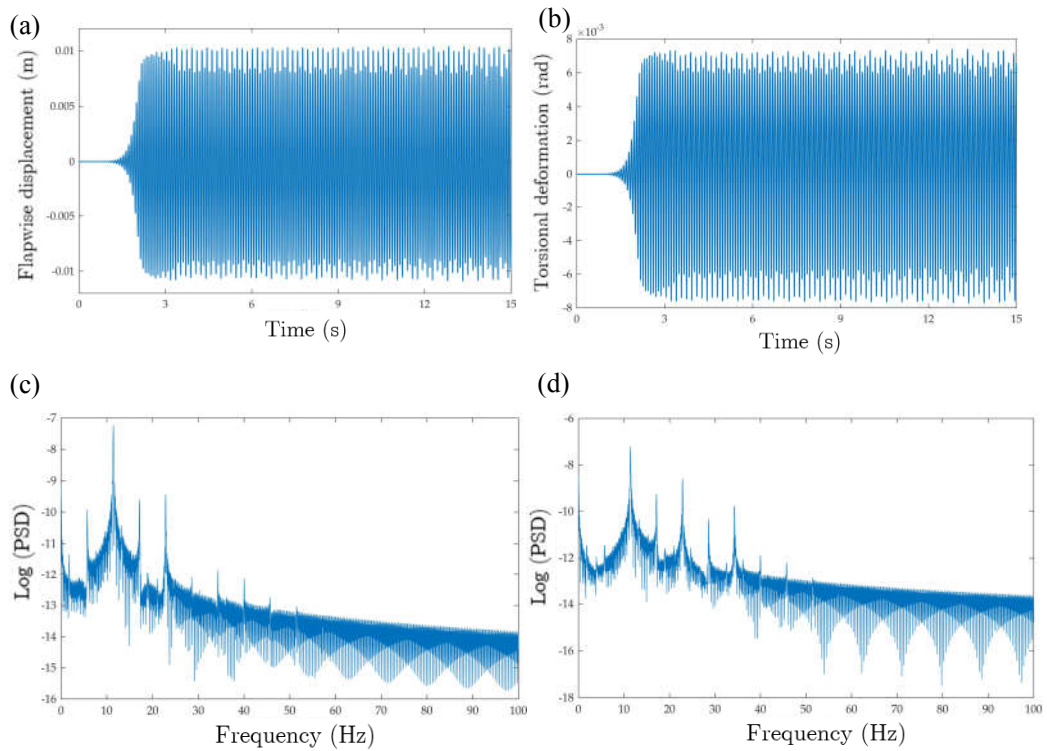 (a)
0.01
0.005
0
-0.005
-0.01
Flapwise displacement (m)
0 3 6 9 12 15
Time (s)
(b)
×10⁻³
8
6
4
2
0
-2
-4
-6
-8
Torsional deformation (rad)
0 3 6 9 12 15
Time (s)
(c)
-7
-8
-9
-10
-11
-12
-13
-14
-15
-16
Log (PSD)
0 10 20 30 40 50 60 70 80 90 100
Frequency (Hz)
(d)
-6
-8
-10
-12
-14
-16
-18
Log (PSD)
0 10 20 30 40 50 60 70 80 90 100
Frequency (Hz)